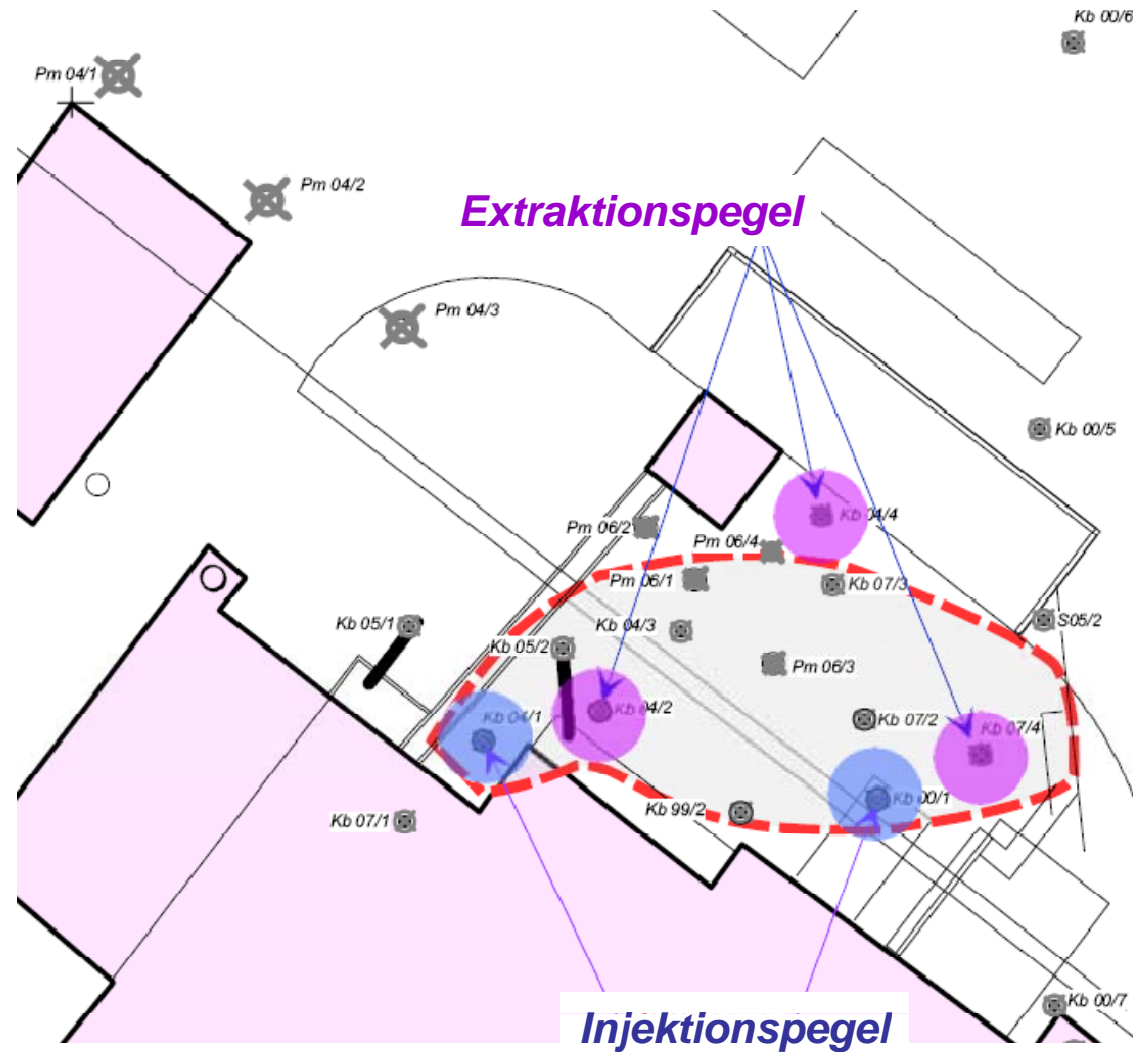 Kb 00/6
Pm 04/1
Pm 04/2
Extraktionspegel
Pm 04/3
Kb 00/5
Kb 04/4
Pm 06/2
Pm 06/4
Pm 06/1
Kb 07/3
Kb 05/1
Kb 04/3
S05/2
Kb 05/2
Pm 06/3
Kb 04/1
Kb 04/2
Kb 07/2
Kb 07/4
Kb 99/2
Kb 00/1
Kb 07/1
Kb 00/7
Injektionspegel